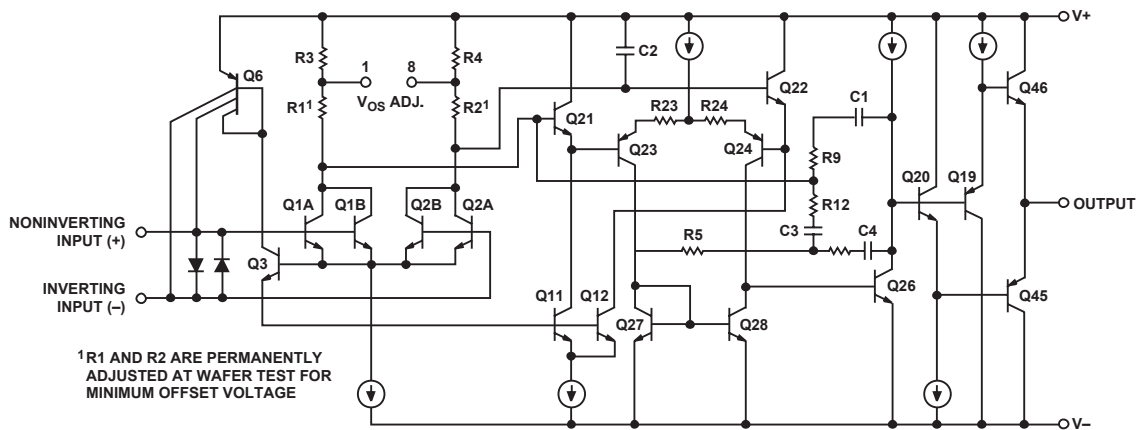 V+
R3
R4
C2
1
8
Q6
V_OS ADJ.
R1¹
R2¹
Q22
Q46
C1
Q21
R23
R24
Q23
Q24
R9
Q20
Q19
Q1A
Q1B
Q2B
Q2A
R12
OUTPUT
NONINVERTING
INPUT (+)
C3
C4
Q3
R5
INVERTING
INPUT (–)
Q11
Q12
Q26
Q45
Q27
Q28
¹R1 AND R2 ARE PERMANENTLY
ADJUSTED AT WAFER TEST FOR
MINIMUM OFFSET VOLTAGE
V–